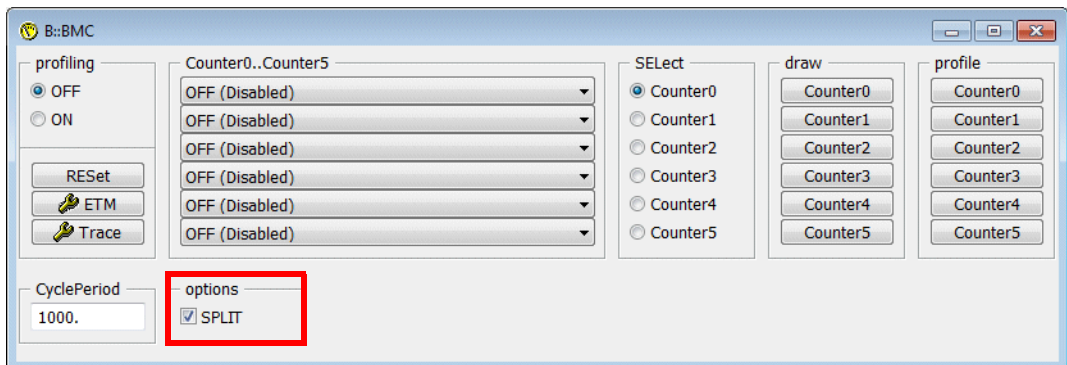 B::BMC
profiling
OFF
ON
RESet
ETM
Trace
Counter0..Counter5
OFF (Disabled)
OFF (Disabled)
OFF (Disabled)
OFF (Disabled)
OFF (Disabled)
OFF (Disabled)
SELect
Counter0
Counter1
Counter2
Counter3
Counter4
Counter5
draw
Counter0
Counter1
Counter2
Counter3
Counter4
Counter5
profile
Counter0
Counter1
Counter2
Counter3
Counter4
Counter5
CyclePeriod
1000.
options
SPLIT